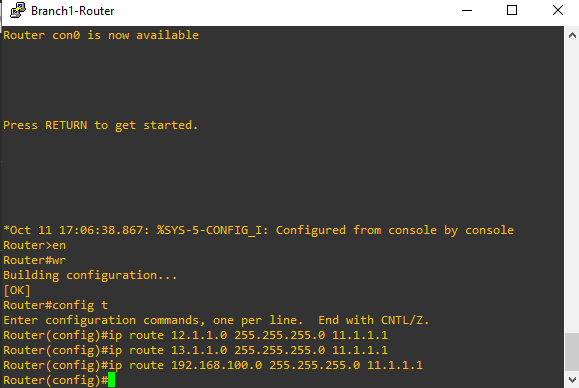 Branch1-Router
Router con0 is now available
Press RETURN to get started.
*Oct 11 17:06:38.867: %SYS-5-CONFIG_I: Configured from console by console
Router>en
Router#wr
Building configuration...
[OK]
Router#config t
Enter configuration commands, one per line.  End with CNTL/Z.
Router(config)#ip route 12.1.1.0 255.255.255.0 11.1.1.1
Router(config)#ip route 13.1.1.0 255.255.255.0 11.1.1.1
Router(config)#ip route 192.168.100.0 255.255.255.0 11.1.1.1
Router(config)#